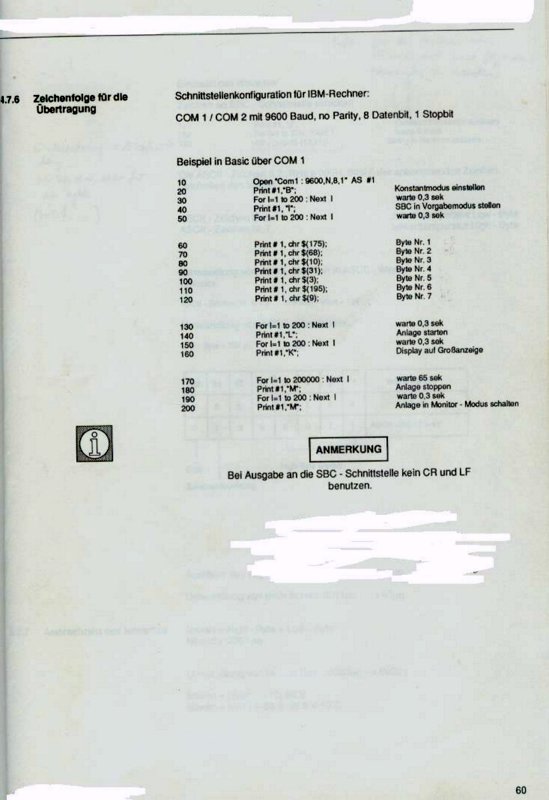 4.7.6 Zeichenfolge für die
Übertragung
Schnittstellenkonfiguration für IBM-Rechner:
COM 1 / COM 2 mit 9600 Baud, no Parity, 8 Datenbit, 1 Stopbit
Beispiel in Basic über COM 1
10 Open "Com1 : 9600,N,8,1" AS #1
20 Print #1,"B"; Konstantmodus einstellen
30 For I=1 to 200 : Next I warte 0,3 sek
40 Print #1, "I"; SBC in Vorgabemodus stellen
50 For I=1 to 200 : Next I warte 0,3 sek
60 Print # 1, chr $(175); Byte Nr. 1
70 Print # 1, chr $(68); Byte Nr. 2
80 Print # 1, chr $(10); Byte Nr. 3
90 Print # 1, chr $(31); Byte Nr. 4
100 Print # 1, chr $(3); Byte Nr. 5
110 Print # 1, chr $(195); Byte Nr. 6
120 Print # 1, chr $(9); Byte Nr. 7
130 For I=1 to 200 : Next I warte 0,3 sek
140 Print #1,"L"; Anlage starten
150 For I=1 to 200 : Next I warte 0,3 sek
160 Print #1,"K"; Display auf Großanzeige
170 For I=1 to 200000 : Next I warte 65 sek
180 Print #1,"M"; Anlage stoppen
190 For I=1 to 200 : Next I warte 0,3 sek
200 Print #1,"M"; Anlage in Monitor - Modus schalten
i
ANMERKUNG
Bei Ausgabe an die SBC - Schnittstelle kein CR und LF
benutzen.
60